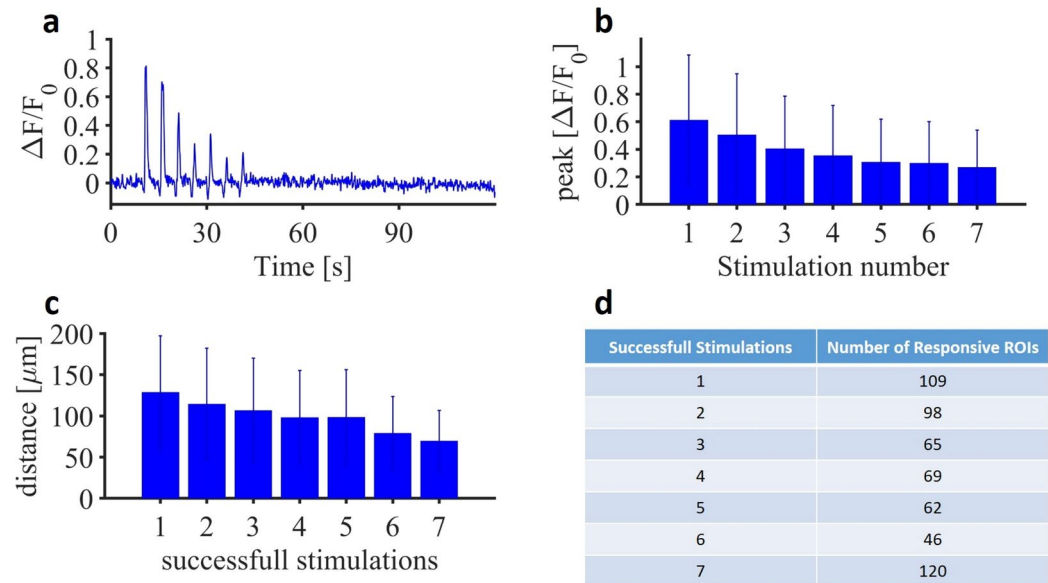 a
ΔF/F0
1
0.8
0.6
0.4
0.2
0
0 30 60 90
Time [s]
b
peak [ΔF/F0]
1
0.8
0.6
0.4
0.2
0
1 2 3 4 5 6 7
Stimulation number
c
distance [μm]
200
150
100
50
0
1 2 3 4 5 6 7
successfull stimulations
d
Successfull Stimulations Number of Responsive ROIs
1 109
2 98
3 65
4 69
5 62
6 46
7 120